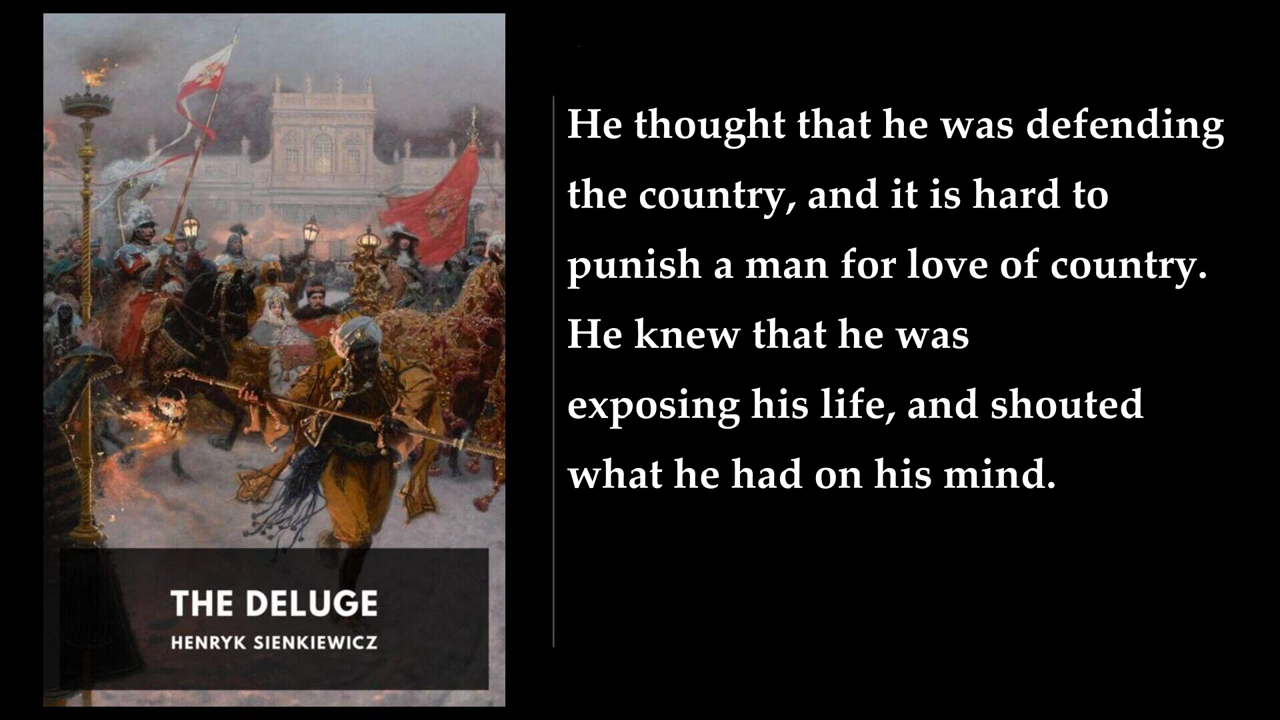 He thought that he was defending
the country, and it is hard to
punish a man for love of country.
He knew that he was
exposing his life, and shouted
what he had on his mind.
THE DELUGE
HENRYK SIENKIEWICZ